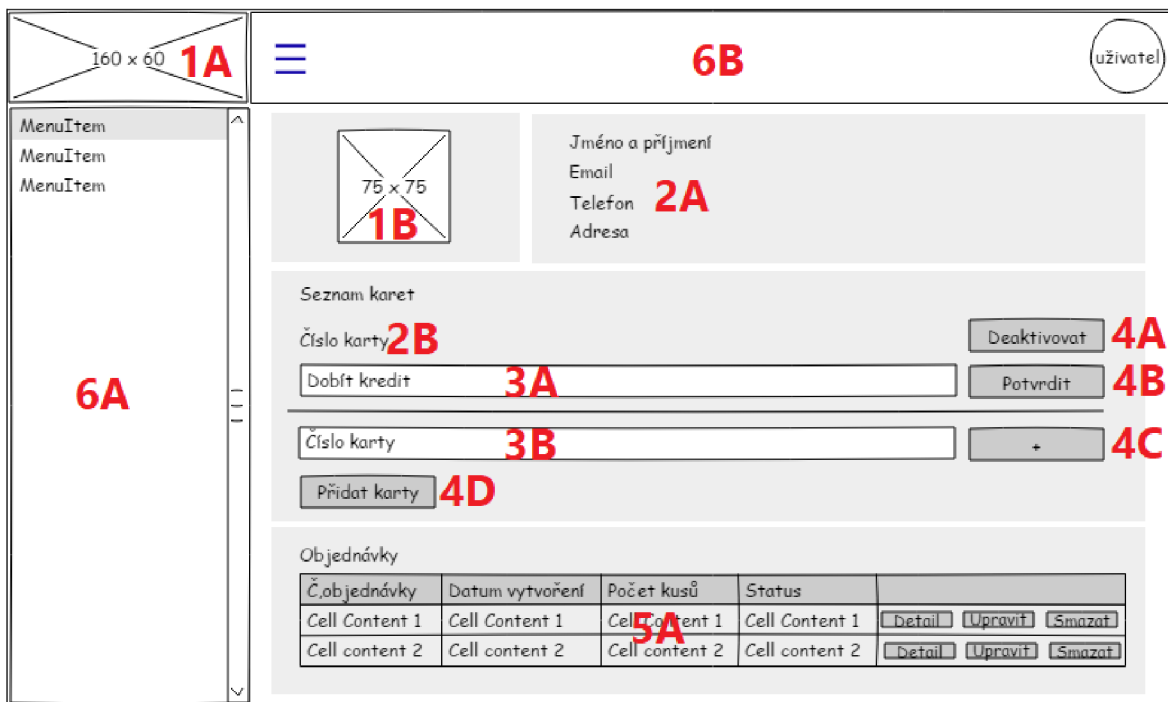 160 x 60 1A
6B
uživatel
MenuItem
MenuItem
MenuItem
6A
75 x 75
1B
Jméno a příjmení
Email
Telefon 2A
Adresa
Seznam karet
Číslo karty 2B Deaktivovat 4A
Dobít kredit 3A Potvrdit 4B
Číslo karty 3B + 4C
Přidat karty 4D
Objednávky
Č.objednávky Datum vytvoření Počet kusů Status
Cell Content 1 Cell Content 1 Cell Content 1 Cell Content 1 Detail Upravit Smazat
5A
Cell content 2 Cell content 2 Cell content 2 Cell content 2 Detail Upravit Smazat